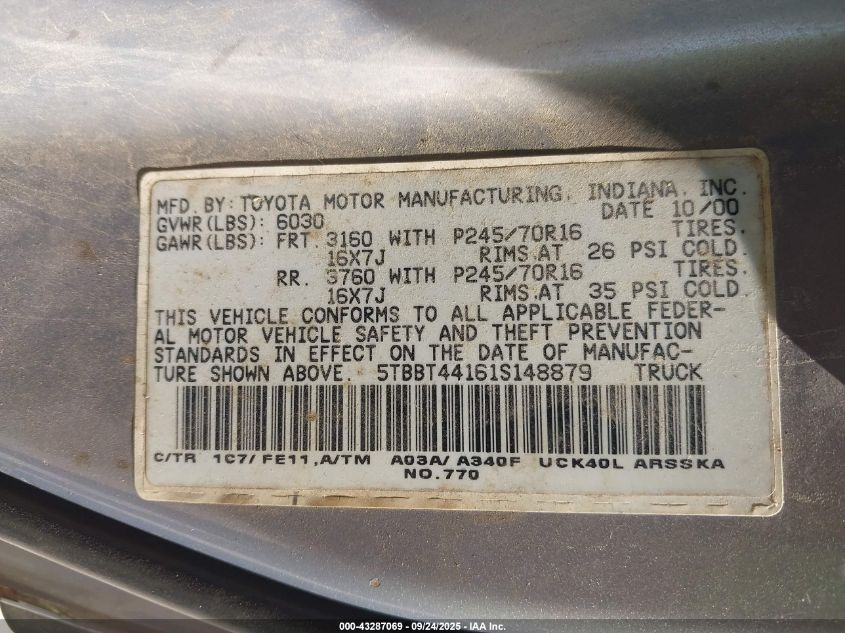 MFD. BY: TOYOTA MOTOR MANUFACTURING, INDIANA, INC.
GVWR(LBS): 6030 DATE 10/00
GAWR(LBS): FRT 3160 WITH P245/70R16 TIRES.
16X7J RIMS.AT 26 PSI COLD.
RR. 3760 WITH P245/70R16 TIRES.
16X7J RIMS.AT 35 PSI COLD
THIS VEHICLE CONFORMS TO ALL APPLICABLE FEDER-
AL MOTOR VEHICLE SAFETY AND THEFT PREVENTION
STANDARDS IN EFFECT ON THE DATE OF MANUFAC-
TURE SHOWN ABOVE. 5TBBT44161S148879 TRUCK
C/TR 1C7/FE11,A/TM A03A/A340F UCK40L ARSSKA
NO.770
000-43287069 - 09/24/2025 - IAA Inc.